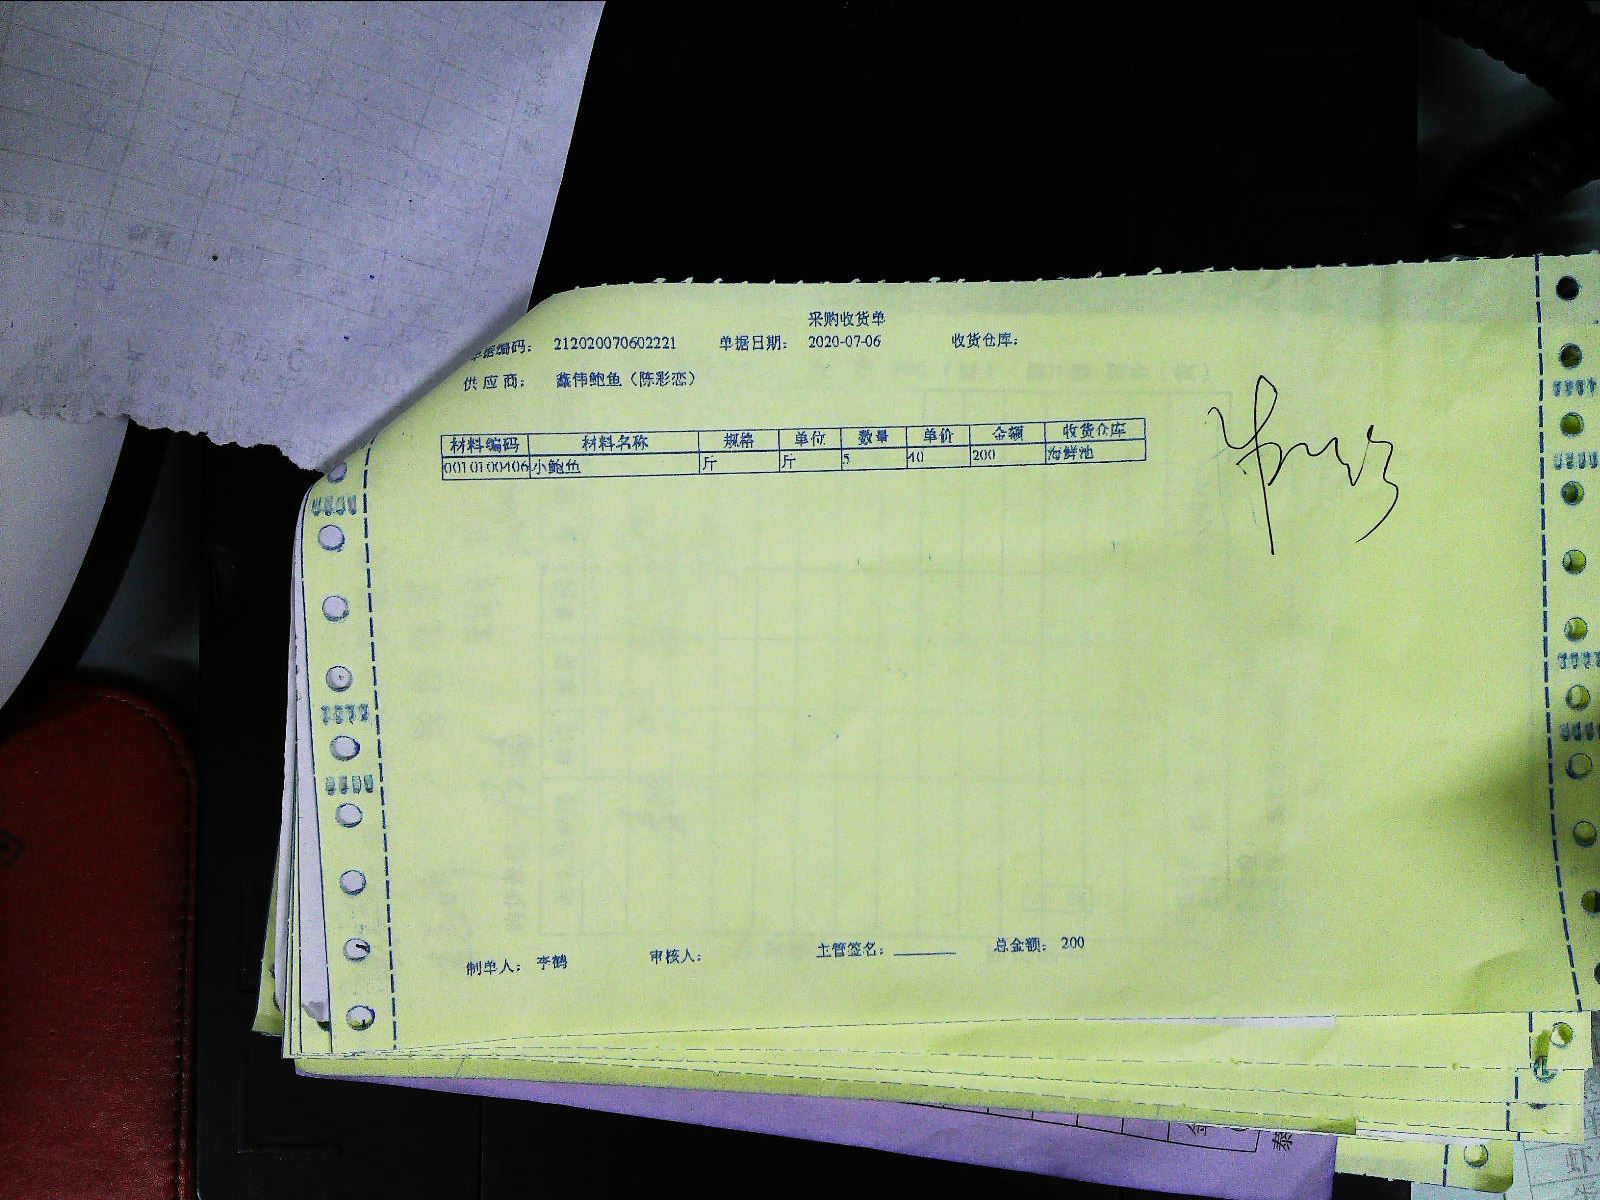 采购收货单
单据编码: 212020070602221 单据日期: 2020-07-06 收货仓库:
供应商: 鑫伟鲍鱼 (陈彩恋)
材料编码 材料名称 规格 单位 数量 单价 金额 收货仓库
0010100406 小鲍鱼 斤 斤 5 40 200 海鲜池
制单人: 李鹤 审核人: 主管签名: 总金额: 200